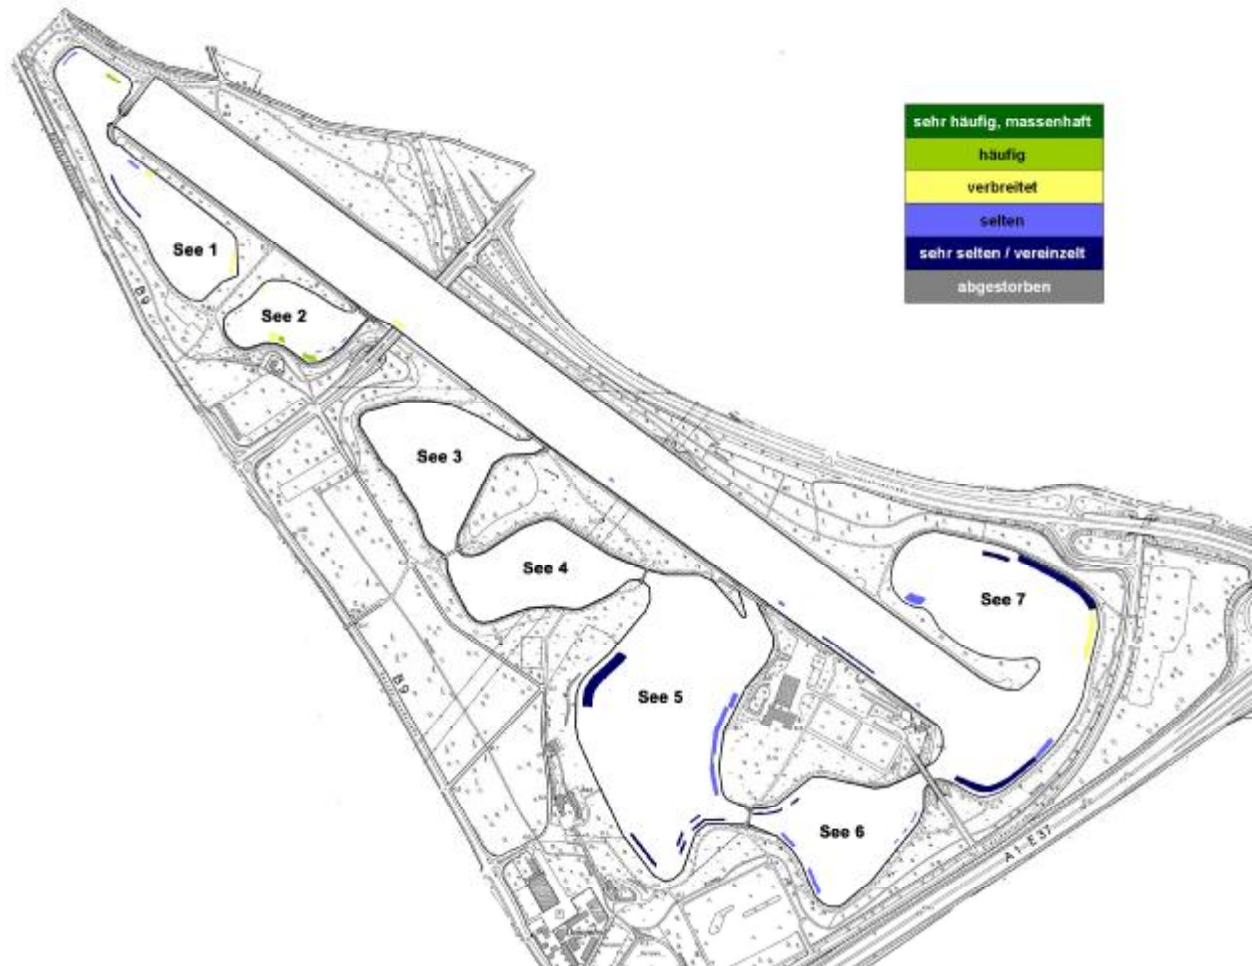 sehr häufig, massenhaft
häufig
verbreitet
selten
sehr selten / vereinzelt
abgestorben
See 1
B 9
See 2
See 3
See 4
See 7
B 9
See 5
See 6
A 1- E 37